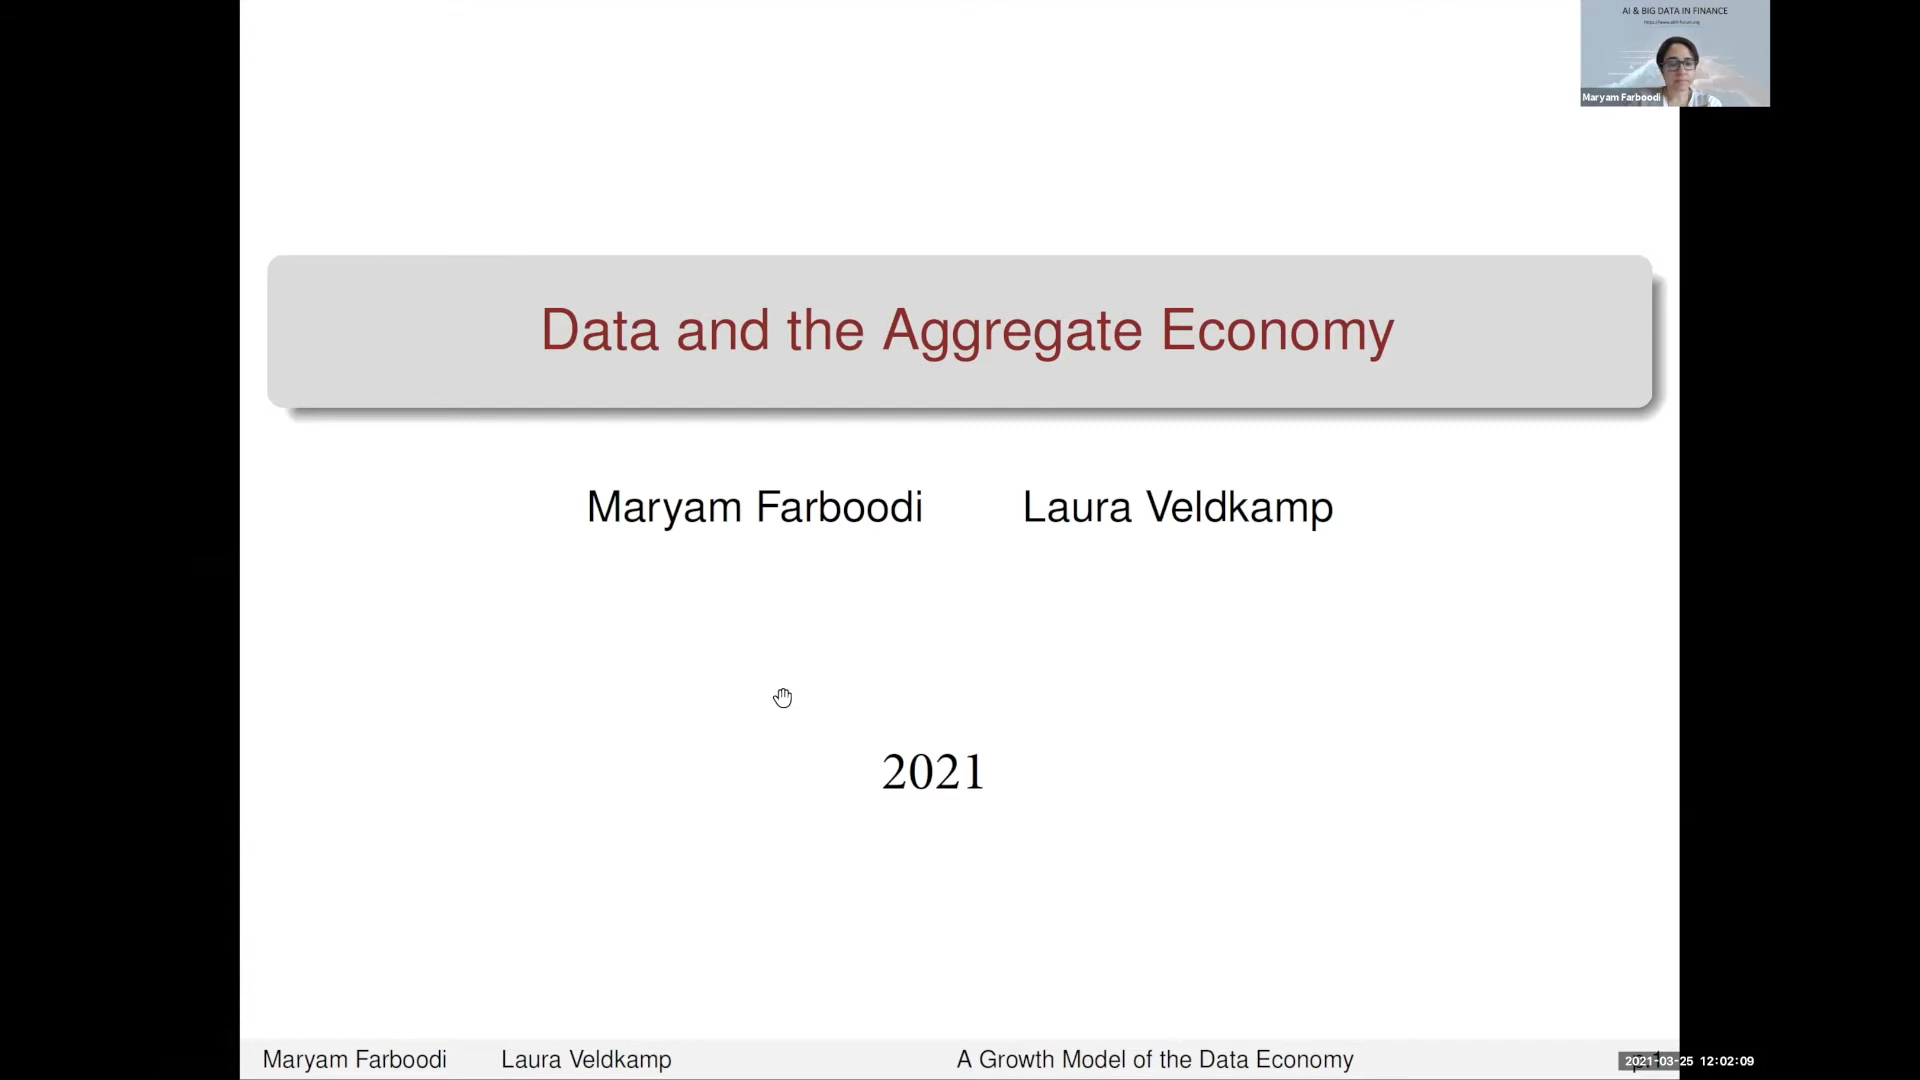 AI & BIG DATA IN FINANCE
Maryam Farboodi
Data and the Aggregate Economy
Maryam Farboodi Laura Veldkamp
2021
Maryam Farboodi Laura Veldkamp A Growth Model of the Data Economy
2021-03-25 12:02:09